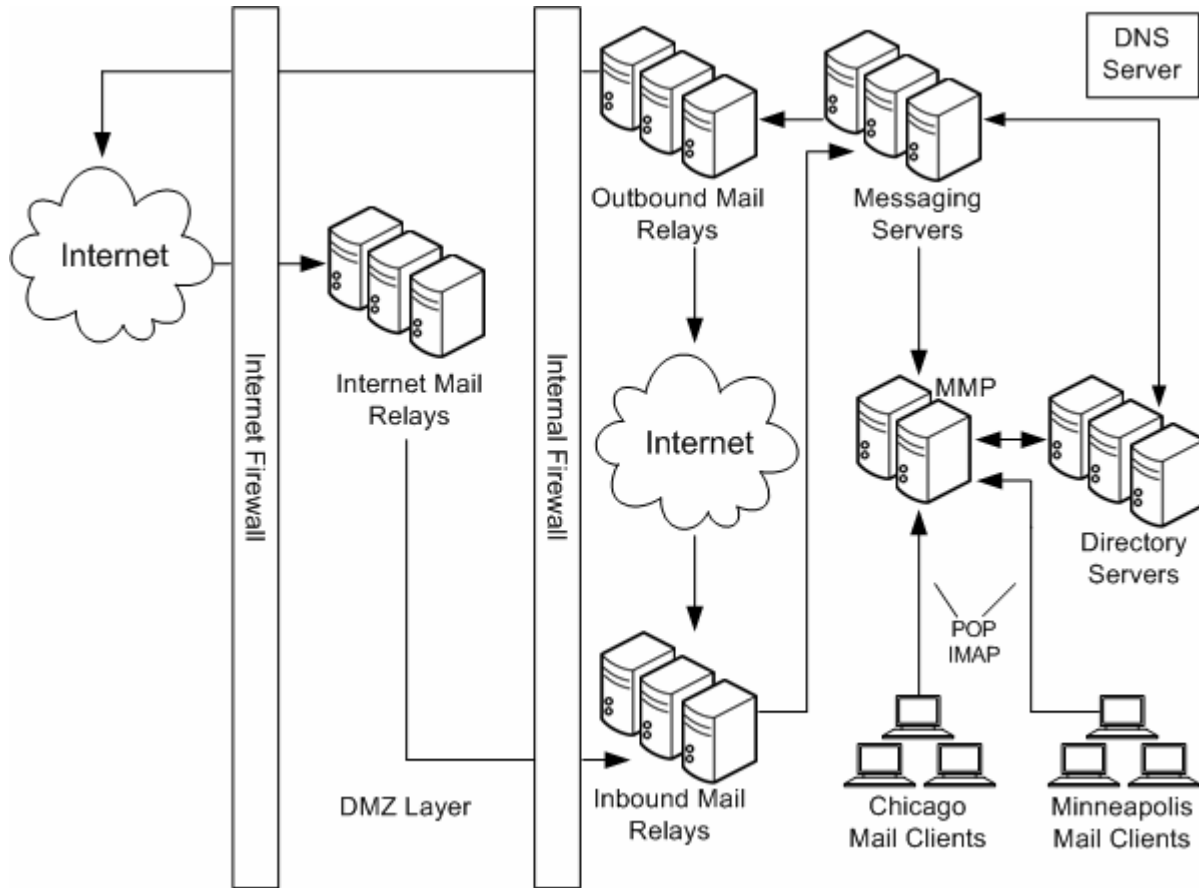 DNS
Server
Outbound Mail
Relays
Messaging
Servers
Internet
Internet Mail
Relays
Internet Firewall
Internal Firewall
Internet
MMP
Directory
Servers
POP
IMAP
DMZ Layer
Inbound Mail
Relays
Chicago
Mail Clients
Minneapolis
Mail Clients